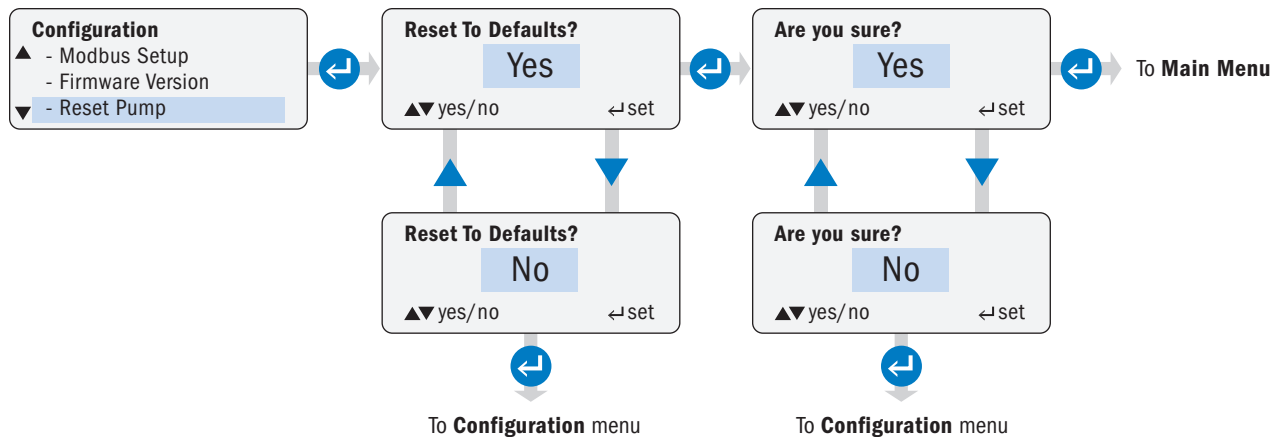 Configuration
- Modbus Setup
- Firmware Version
- Reset Pump
Reset To Defaults?
Yes
▲▼ yes/no ↵ set
Are you sure?
Yes
▲▼ yes/no ↵ set
To Main Menu
Reset To Defaults?
No
▲▼ yes/no ↵ set
Are you sure?
No
▲▼ yes/no ↵ set
To Configuration menu
To Configuration menu